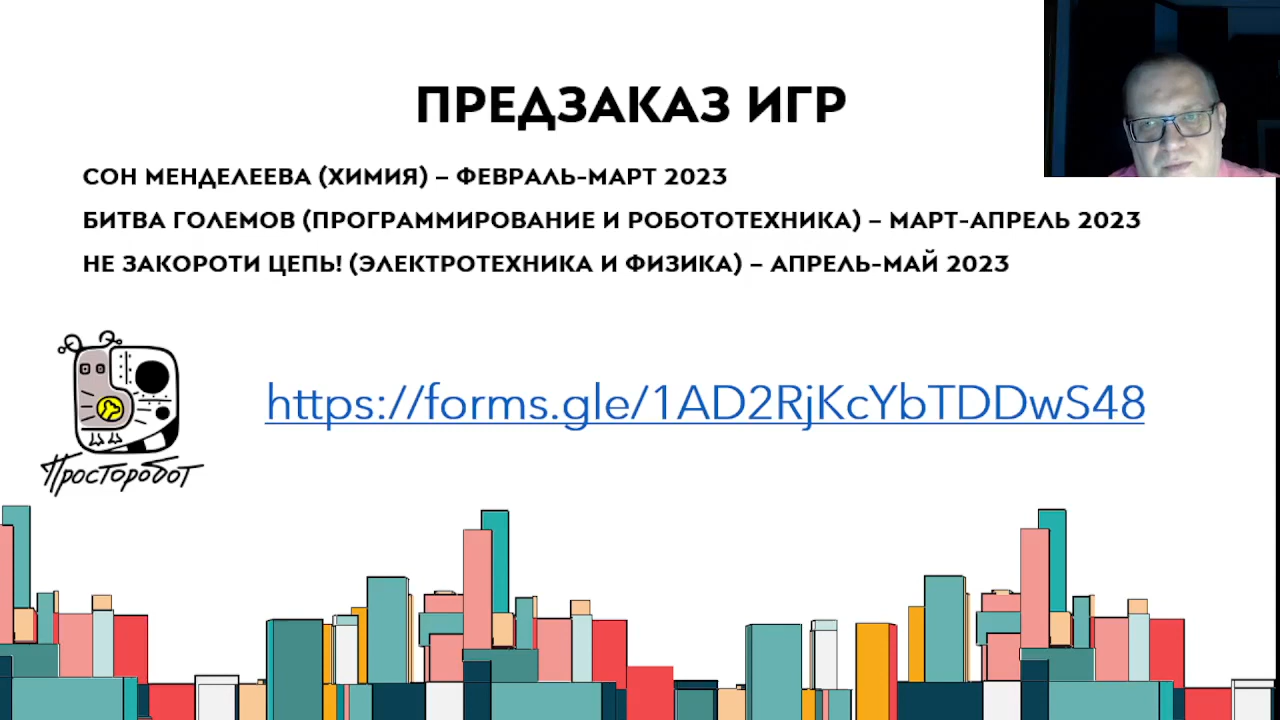 ПРЕДЗАКАЗ ИГР
СОН МЕНДЕЛЕЕВА (ХИМИЯ) – ФЕВРАЛЬ-МАРТ 2023
БИТВА ГОЛЕМОВ (ПРОГРАММИРОВАНИЕ И РОБОТОТЕХНИКА) – МАРТ-АПРЕЛЬ 2023
НЕ ЗАКОРОТИ ЦЕПЬ! (ЭЛЕКТРОТЕХНИКА И ФИЗИКА) – АПРЕЛЬ-МАЙ 2023
https://forms.gle/1AD2RjKcYbTDDwS48
Просторобот